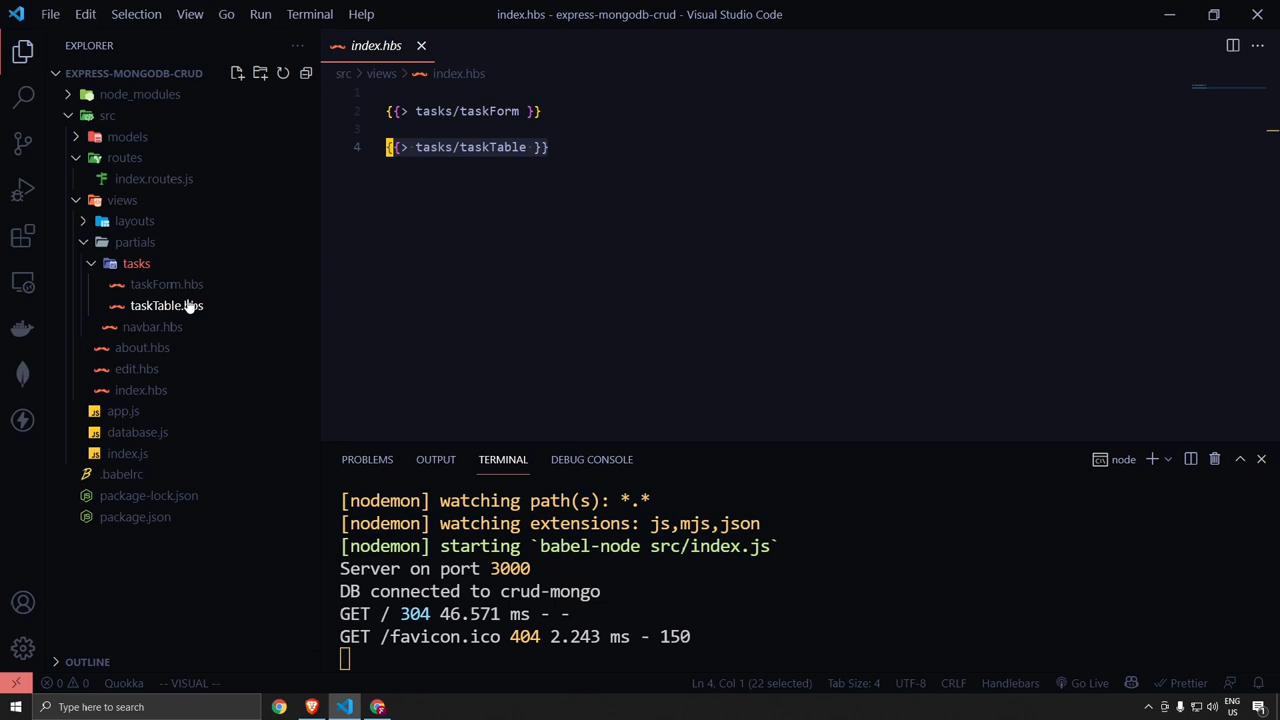 File Edit Selection View Go Run Terminal Help
index.hbs - express-mongodb-crud - Visual Studio Code
EXPLORER
EXPRESS-MONGODB-CRUD
node_modules
src
models
routes
index.routes.js
views
layouts
partials
tasks
taskForm.hbs
taskTable.hbs
navbar.hbs
about.hbs
edit.hbs
index.hbs
app.js
database.js
index.js
.babelrc
package-lock.json
package.json
OUTLINE
index.hbs
src > views > index.hbs
1
2 {{> tasks/taskForm }}
3
4 {{> tasks/taskTable }}
PROBLEMS OUTPUT TERMINAL DEBUG CONSOLE
node
[nodemon] watching path(s): *.*
[nodemon] watching extensions: js,mjs,json
[nodemon] starting `babel-node src/index.js`
Server on port 3000
DB connected to crud-mongo
GET / 304 46.571 ms - -
GET /favicon.ico 404 2.243 ms - 150
0 0 Quokka -- VISUAL -- Ln 4, Col 1 (22 selected) Tab Size: 4 UTF-8 CRLF Handlebars Go Live Prettier
Type here to search
ENG
US